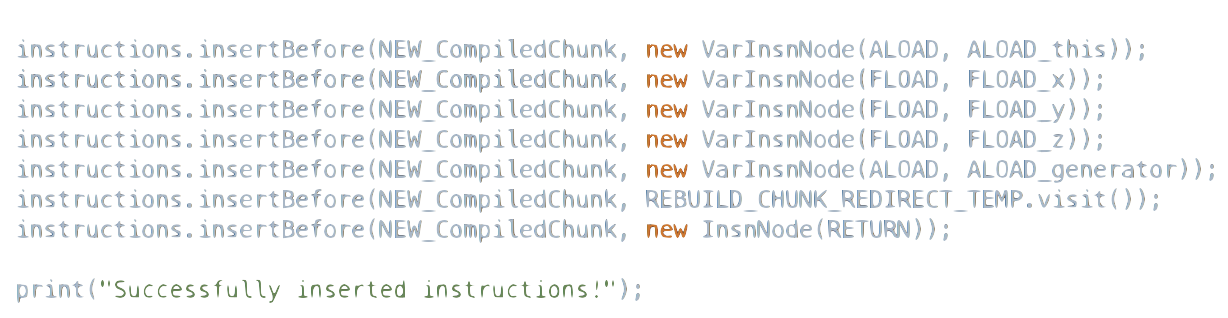 instructions.insertBefore(NEW_CompiledChunk, new VarInsnNode(ALOAD, ALOAD_this));
instructions.insertBefore(NEW_CompiledChunk, new VarInsnNode(FLOAD, FLOAD_x));
instructions.insertBefore(NEW_CompiledChunk, new VarInsnNode(FLOAD, FLOAD_y));
instructions.insertBefore(NEW_CompiledChunk, new VarInsnNode(FLOAD, FLOAD_z));
instructions.insertBefore(NEW_CompiledChunk, new VarInsnNode(ALOAD, ALOAD_generator));
instructions.insertBefore(NEW_CompiledChunk, REBUILD_CHUNK_REDIRECT_TEMP.visit());
instructions.insertBefore(NEW_CompiledChunk, new InsnNode(RETURN));
print("Successfully inserted instructions!");